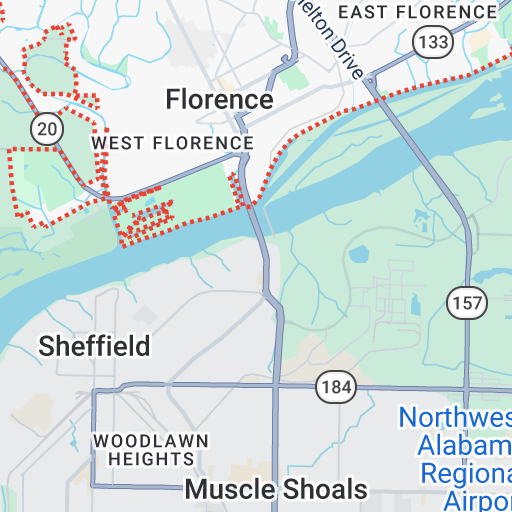 EAST FLORENCE
133
Florence
20
WEST FLORENCE
157
Sheffield
184
WOODLAWN
HEIGHTS
Muscle Shoals